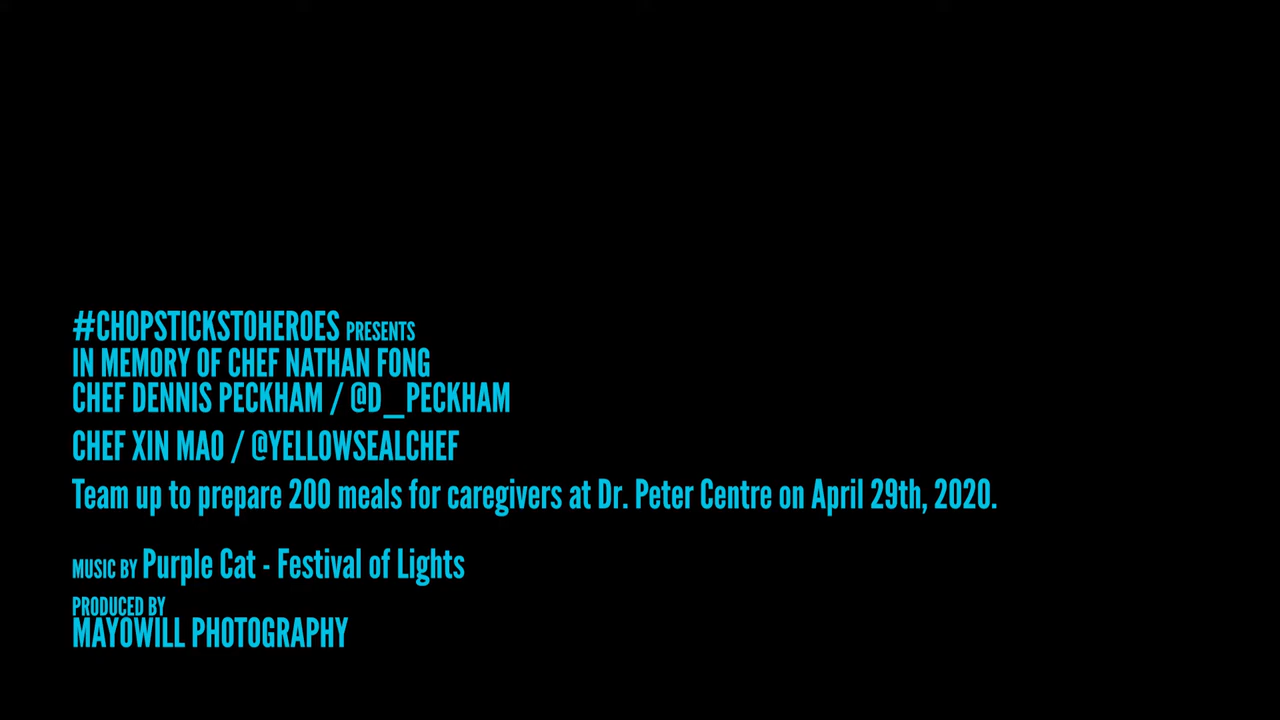 #CHOPSTICKSTOHEROES PRESENTS
IN MEMORY OF CHEF NATHAN FONG
CHEF DENNIS PECKHAM / @D_PECKHAM
CHEF XIN MAO / @YELLOWSEALCHEF
Team up to prepare 200 meals for caregivers at Dr. Peter Centre on April 29th, 2020.
MUSIC BY Purple Cat - Festival of Lights
PRODUCED BY
MAYOWILL PHOTOGRAPHY